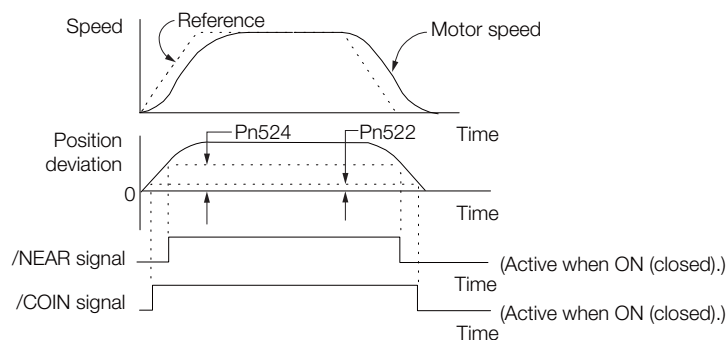 Speed
Reference
Motor speed
Time
Position
deviation
Pn524
Pn522
0
Time
/NEAR signal
(Active when ON (closed).)
Time
/COIN signal
(Active when ON (closed).)
Time